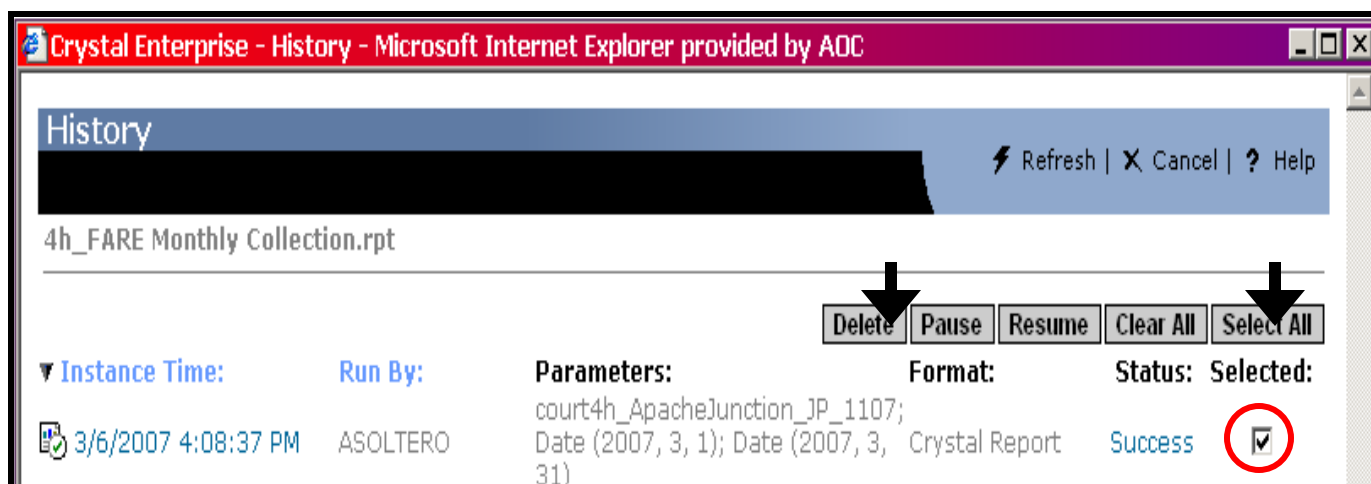 Crystal Enterprise - History - Microsoft Internet Explorer provided by AOC
History
Refresh | X Cancel | ? Help
4h_FARE Monthly Collection.rpt
Delete Pause Resume Clear All Select All
Instance Time: Run By: Parameters: Format: Status: Selected:
court4h_ApacheJunction_JP_1107;
3/6/2007 4:08:37 PM ASOLTERO Date (2007, 3, 1); Date (2007, 3, Crystal Report Success
31)